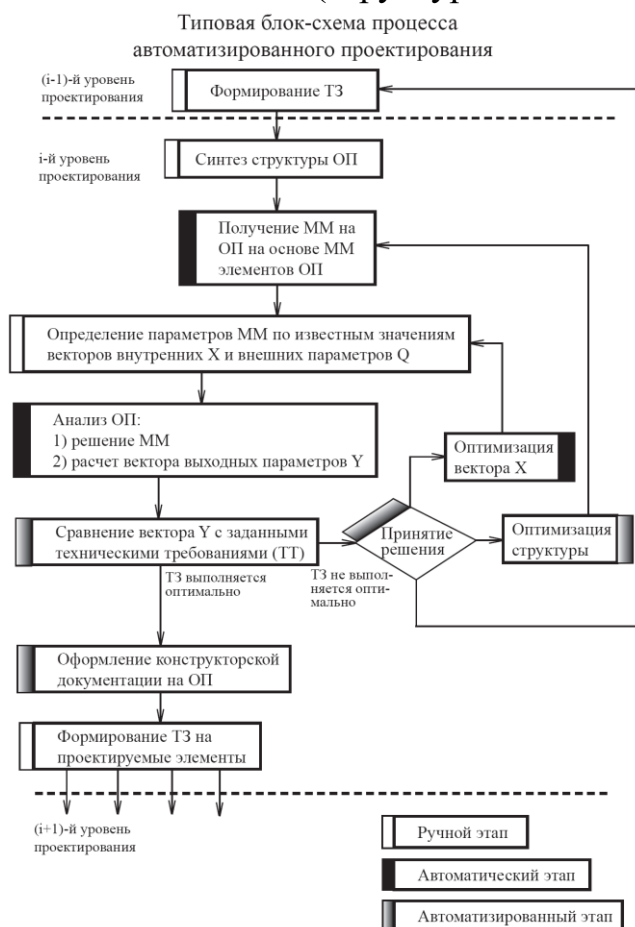 Типовая блок-схема процесса
автоматизированного проектирования
(i-1)-й уровень
проектирования
Формирование ТЗ
i-й уровень
проектирования
Синтез структуры ОП
Получение ММ на
ОП на основе ММ
элементов ОП
Определение параметров ММ по известным значениям
векторов внутренних X и внешних параметров Q
Анализ ОП:
1) решение ММ
2) расчет вектора выходных параметров Y
Оптимизация
вектора X
Сравнение вектора Y с заданными
техническими требованиями (ТТ)
Принятие
решения
Оптимизация
структуры
ТЗ выполняется
оптимально
ТЗ не выпол-
няется опти-
мально
Оформление конструкторской
документации на ОП
Формирование ТЗ на
проектируемые элементы
(i+1)-й уровень
проектирования
Ручной этап
Автоматический этап
Автоматизированный этап